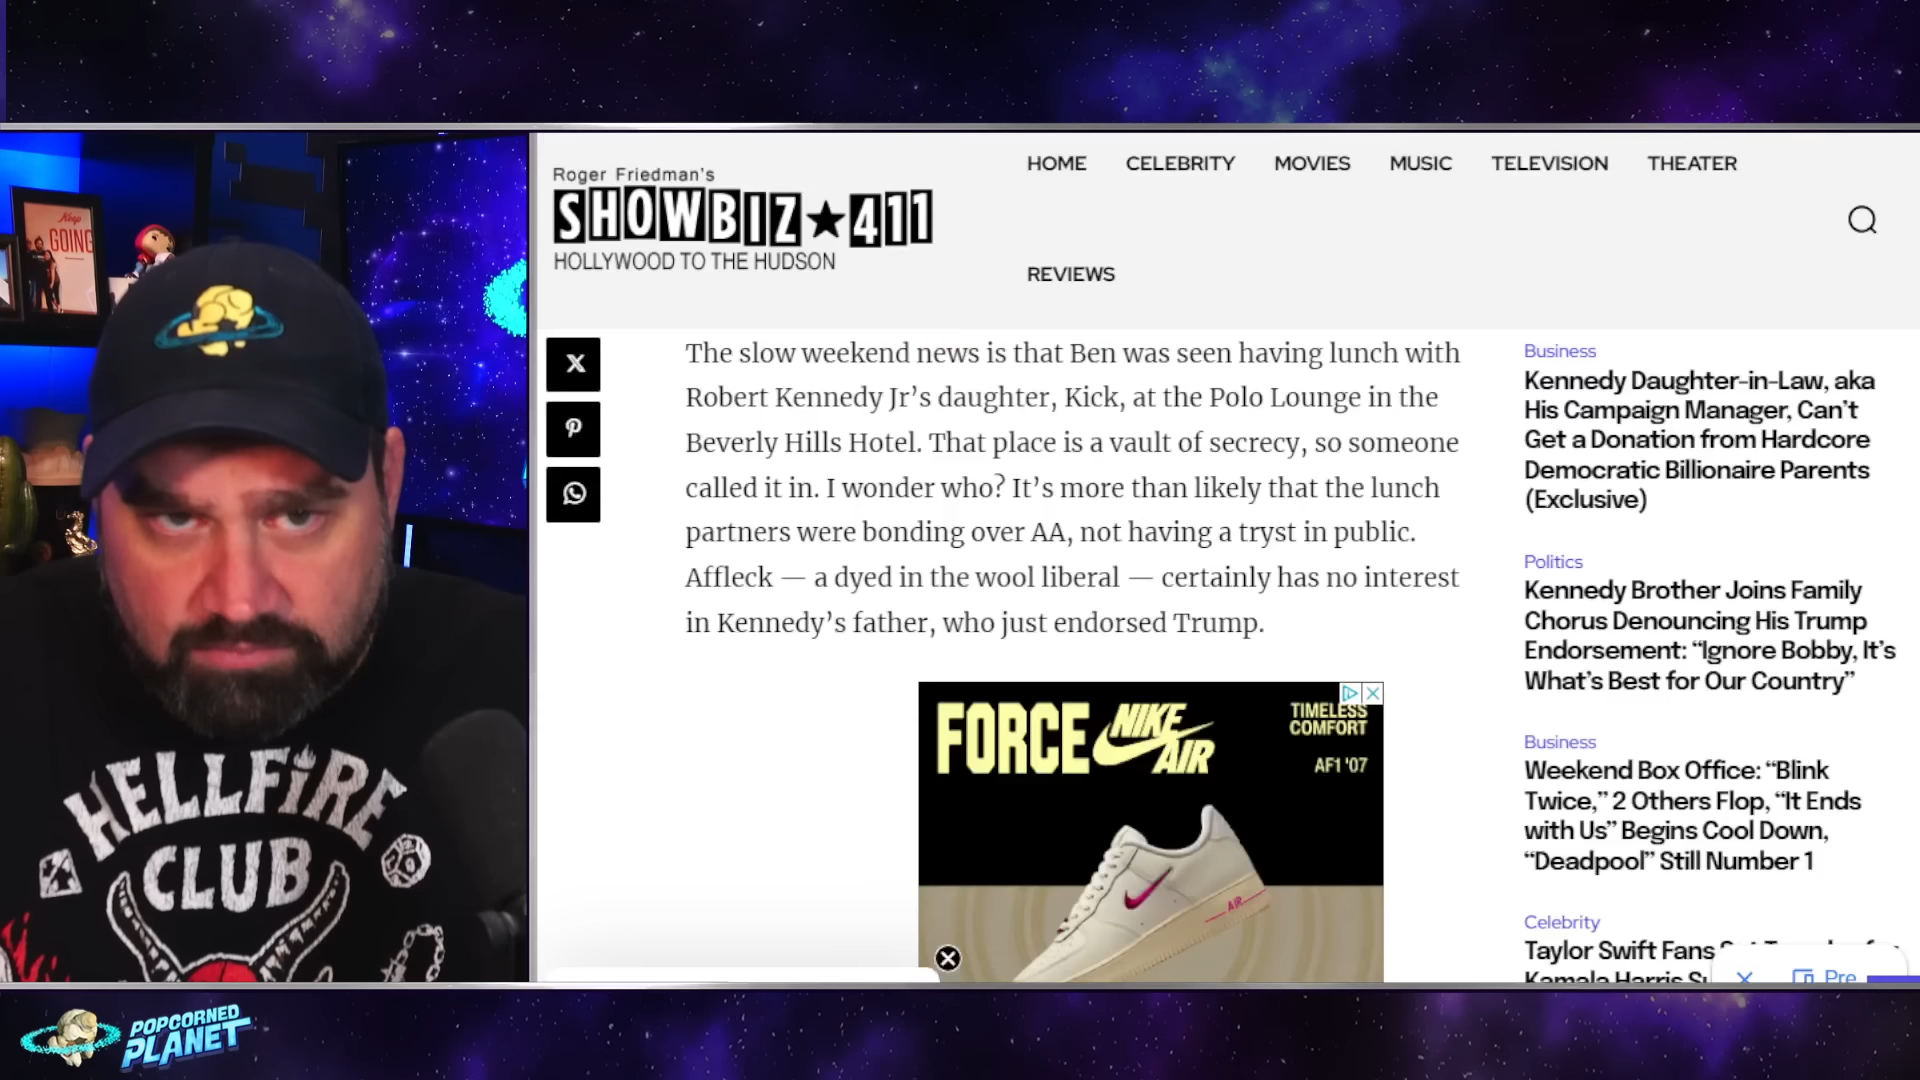 Keep
GOING
HELLFIRE
CLUB
POPCORNED
PLANET
Roger Friedman's
SHOWBIZ★411
HOLLYWOOD TO THE HUDSON
HOME CELEBRITY MOVIES MUSIC TELEVISION THEATER
REVIEWS
The slow weekend news is that Ben was seen having lunch with
Robert Kennedy Jr’s daughter, Kick, at the Polo Lounge in the
Beverly Hills Hotel. That place is a vault of secrecy, so someone
called it in. I wonder who? It’s more than likely that the lunch
partners were bonding over AA, not having a tryst in public.
Affleck — a dyed in the wool liberal — certainly has no interest
in Kennedy’s father, who just endorsed Trump.
FORCE
NIKE
AIR
TIMELESS
COMFORT
AF1 '07
AIR
Business
Kennedy Daughter-in-Law, aka
His Campaign Manager, Can’t
Get a Donation from Hardcore
Democratic Billionaire Parents
(Exclusive)
Politics
Kennedy Brother Joins Family
Chorus Denouncing His Trump
Endorsement: “Ignore Bobby, It’s
What’s Best for Our Country”
Business
Weekend Box Office: “Blink
Twice,” 2 Others Flop, “It Ends
with Us” Begins Cool Down,
“Deadpool” Still Number 1
Celebrity
Taylor Swift Fans
Kamala Harris
Pre